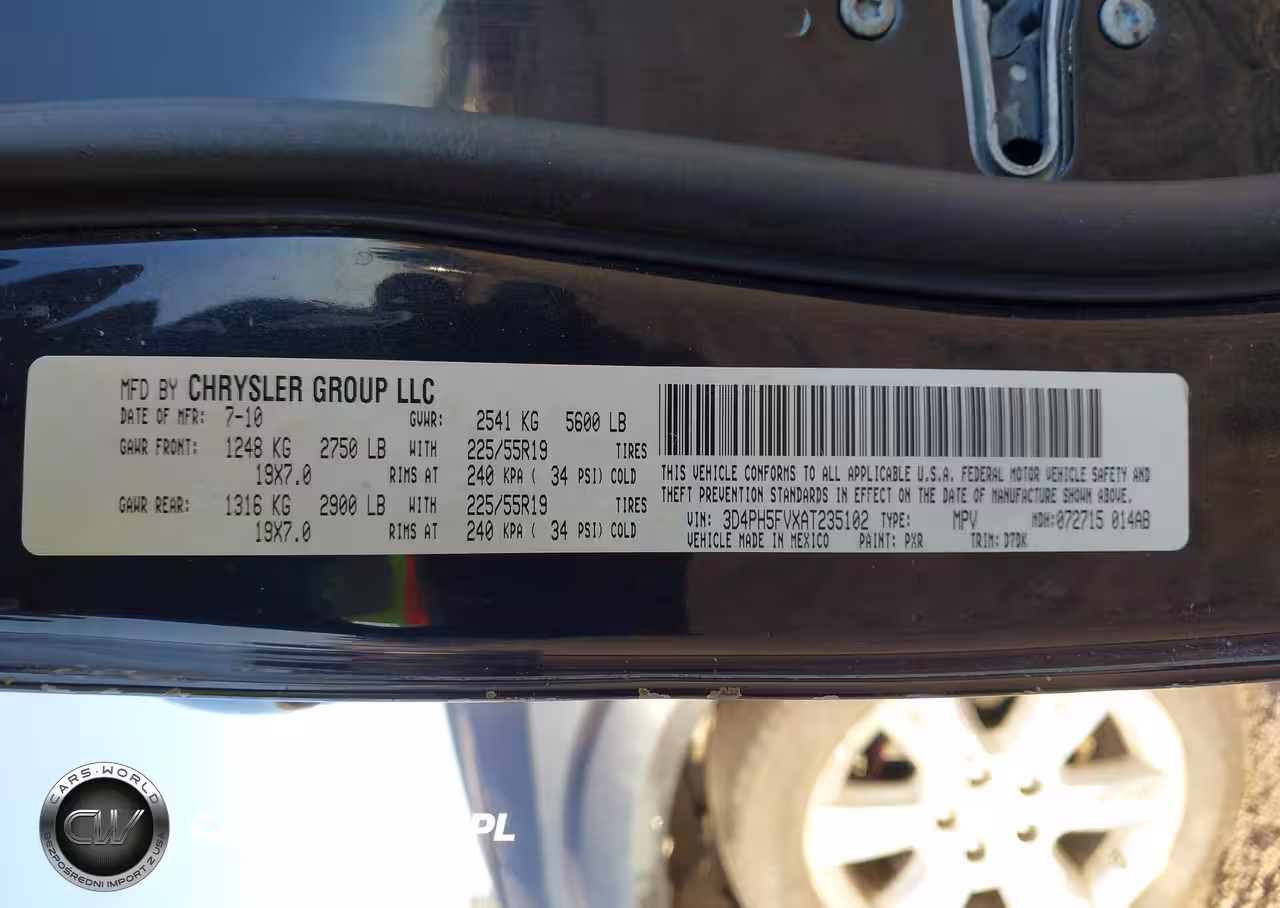 MFD BY CHRYSLER GROUP LLC
DATE OF MFR: 7-10 GVWR: 2541 KG 5600 LB
GAWR FRONT: 1248 KG 2750 LB WITH 225/55R19 TIRES
19X7.0 RIMS AT 240 KPA ( 34 PSI) COLD
GAWR REAR: 1316 KG 2900 LB WITH 225/55R19 TIRES
19X7.0 RIMS AT 240 KPA ( 34 PSI) COLD
THIS VEHICLE CONFORMS TO ALL APPLICABLE U.S.A. FEDERAL MOTOR VEHICLE SAFETY AND
THEFT PREVENTION STANDARDS IN EFFECT ON THE DATE OF MANUFACTURE SHOWN ABOVE.
VIN: 3D4PH5FVXAT235102 TYPE: MPV MDH:072715 014AB
VEHICLE MADE IN MEXICO PAINT: PXR TRIM: D7DK
CARS-WORLD
CW
BEZPOŚREDNI IMPORT Z USA
PL